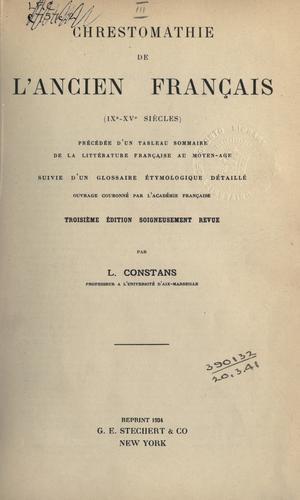 III
CHRESTOMATHIE
DE
L'ANCIEN FRANÇAIS
(IXe-XVe SIÈCLES)
PRÉCÉDÉE D'UN TABLEAU SOMMAIRE
DE LA LITTÉRATURE FRANÇAISE AU MOYEN-AGE
SUIVIE D'UN GLOSSAIRE ÉTYMOLOGIQUE DÉTAILLÉ
OUVRAGE COURONNÉ PAR L'ACADÉMIE FRANÇAISE
TROISIÈME ÉDITION SOIGNEUSEMENT REVUE
PAR
L. CONSTANS
PROFESSEUR A L'UNIVERSITÉ D'AIX-MARSEILLE
390132
20.3.41
REPRINT 1934
G. E. STECHERT & CO
NEW YORK